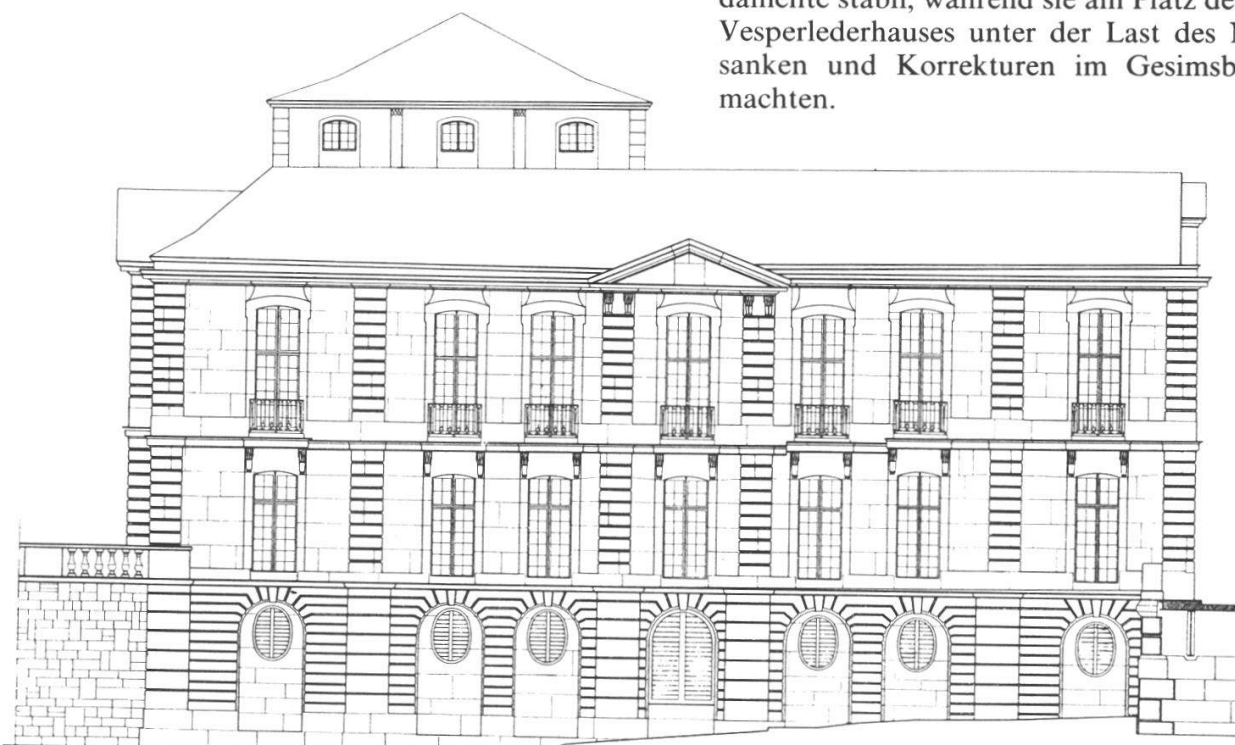 damente stabil, während sie am Platz de
Vesperlederhauses unter der Last des
sanken und Korrekturen im Gesimsb
machten.